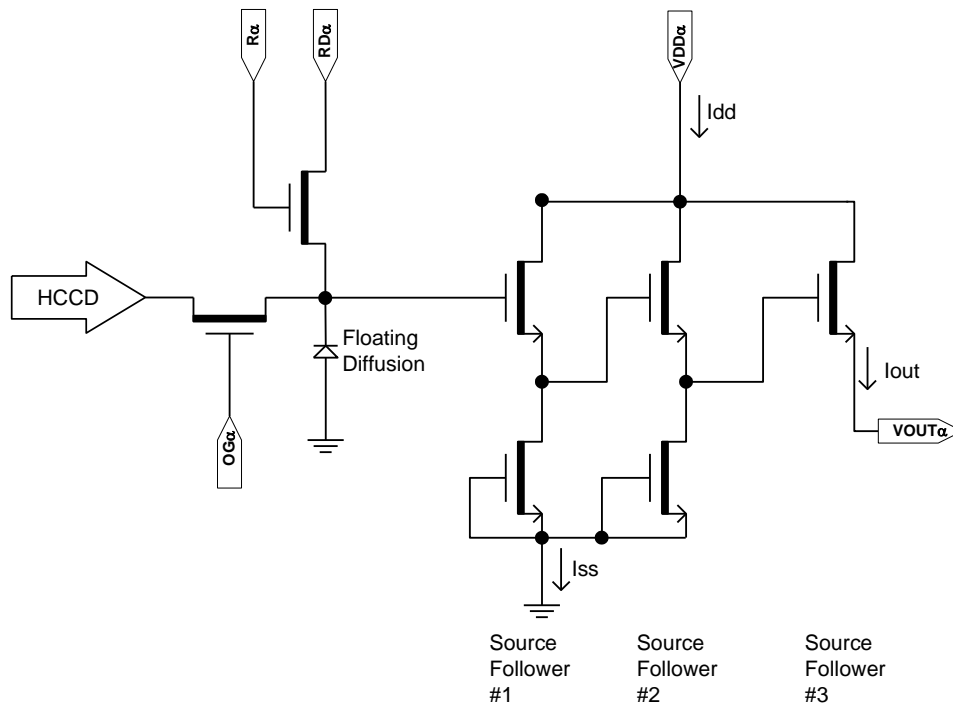 Rα
RDα
VDDα
Idd
HCCD
Floating
Diffusion
Iout
VOUTα
OGα
Iss
Source
Follower
#1
Source
Follower
#2
Source
Follower
#3